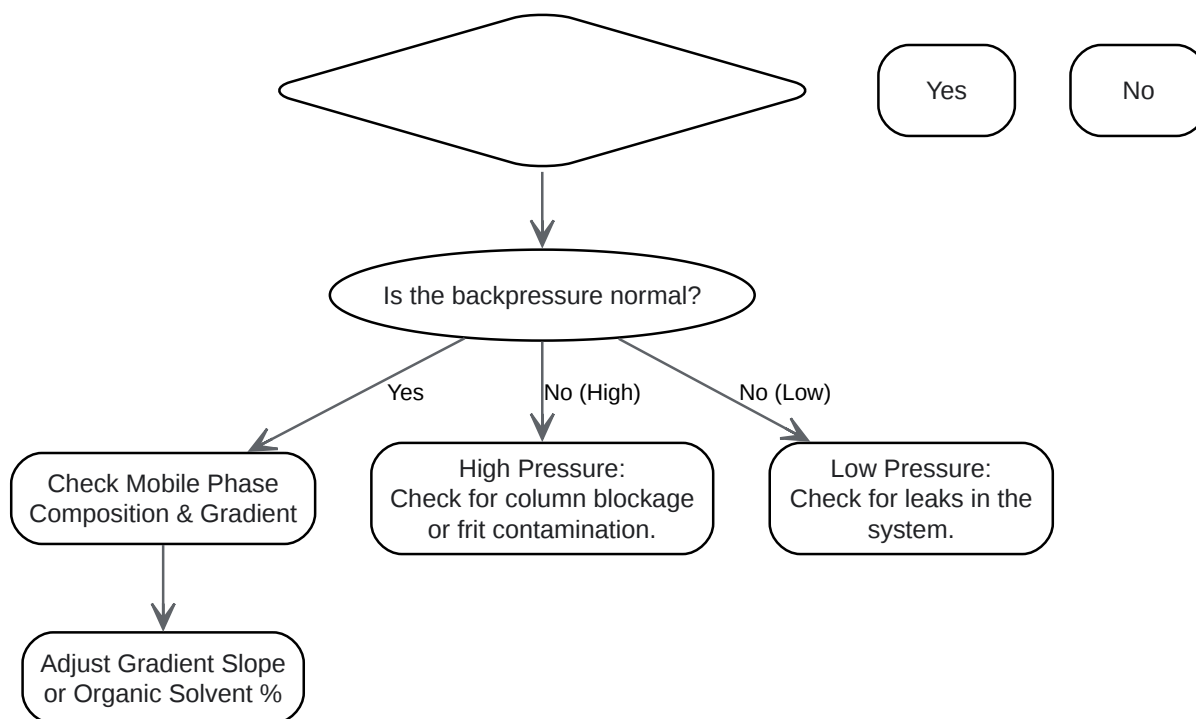 Yes
No
Is the backpressure normal?
Yes
No (High)
No (Low)
Check Mobile Phase
Composition & Gradient
High Pressure:
Check for column blockage
or frit contamination.
Low Pressure:
Check for leaks in the
system.
Adjust Gradient Slope
or Organic Solvent %